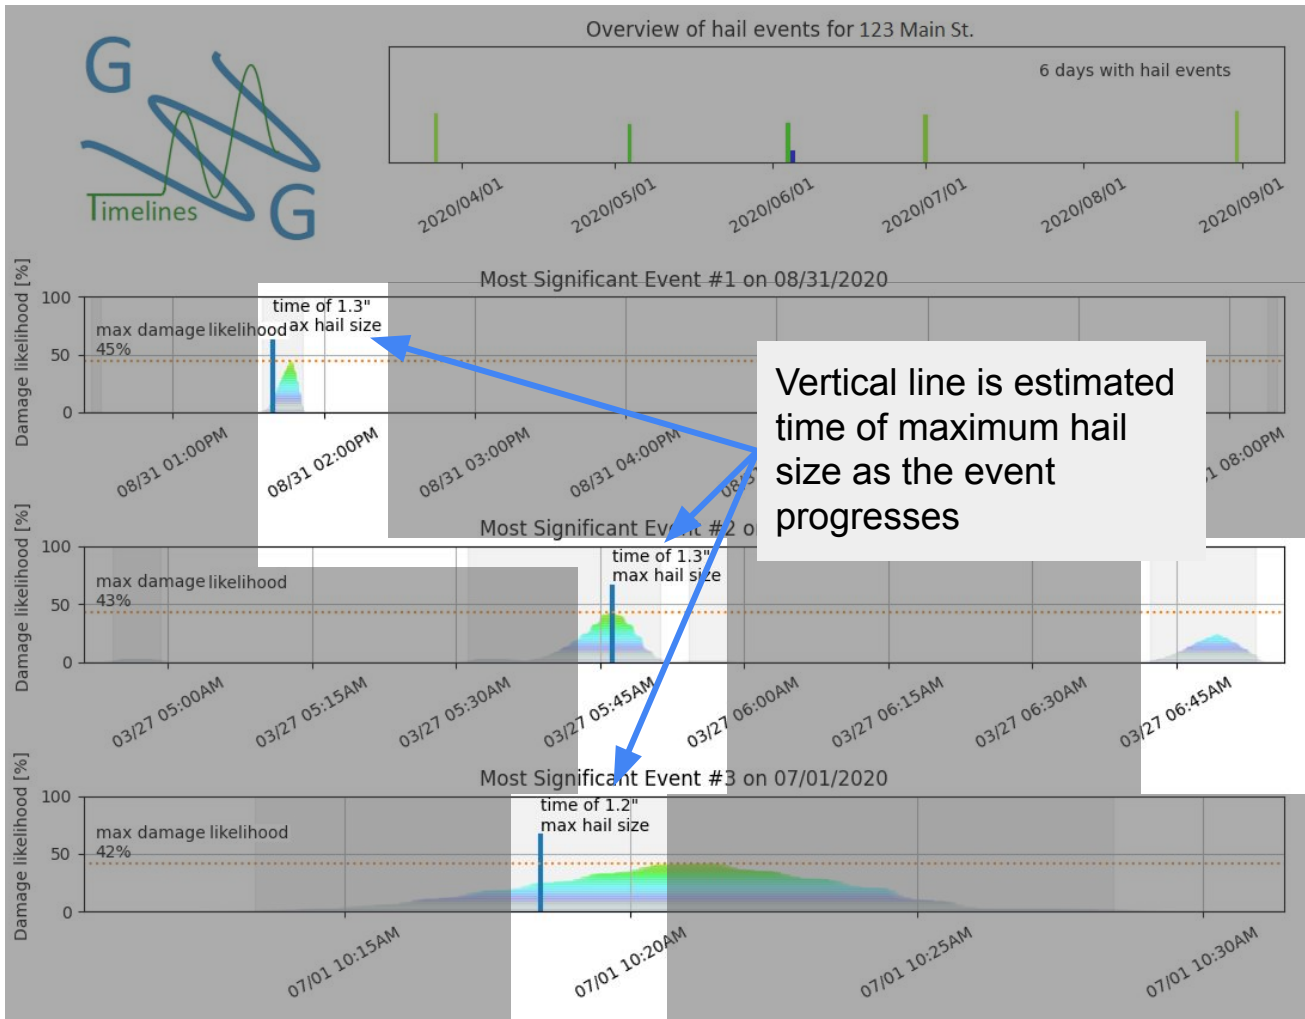 G
G
Timelines
Overview of hail events for 123 Main St.
6 days with hail events
2020/04/01
2020/05/01
2020/06/01
2020/07/01
2020/08/01
2020/09/01
Most Significant Event #1 on 08/31/2020
Damage likelihood [%]
100
50
0
max damage likelihood
45%
time of 1.3"
ax hail size
08/31 01:00PM
08/31 02:00PM
08/31 03:00PM
08/31 04:00PM
08:00PM
Vertical line is estimated
time of maximum hail
size as the event
progresses
Most Significant Event #2
Damage likelihood [%]
100
50
0
max damage likelihood
43%
time of 1.3"
max hail size
03/27 05:00AM
03/27 05:15AM
03/27 05:30AM
03/27 05:45AM
03/27 06:00AM
03/27 06:15AM
03/27 06:30AM
03/27 06:45AM
Most Significant Event #3 on 07/01/2020
Damage likelihood [%]
100
50
0
max damage likelihood
42%
time of 1.2"
max hail size
07/01 10:15AM
07/01 10:20AM
07/01 10:25AM
07/01 10:30AM